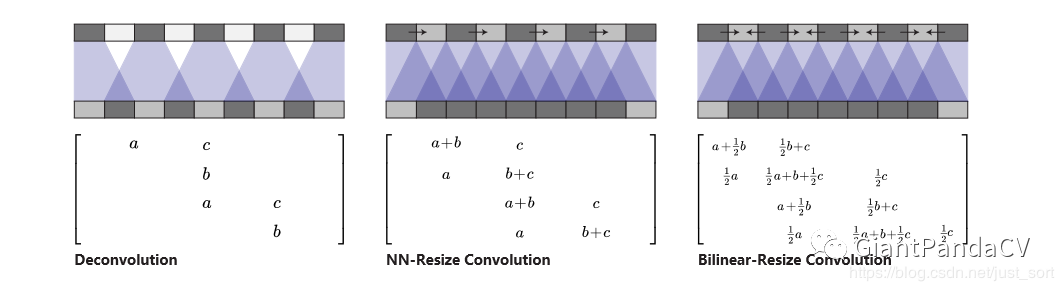 a c
b
a c
b
Deconvolution
a+b c
a b+c
a+b c
a b+c
NN-Resize Convolution
a+½b ½b+c
½a ½a+b+½c ½c
a+½b ½b+c
½a ½a+b+½c ½c
Bilinear-Resize Convolution
GiantPandaCV
https://blog.csdn.net/just_sort